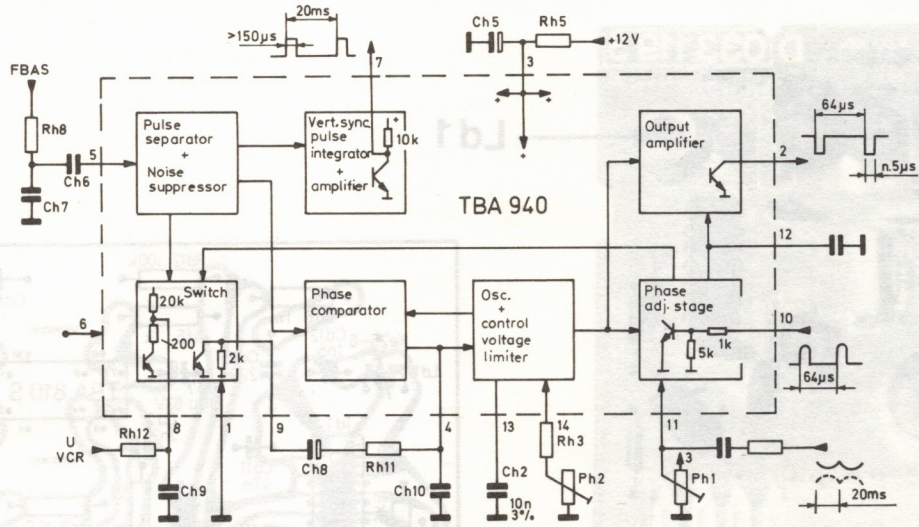 20ms
>150µs
7
Ch5
Rh5
+12V
3
FBAS
Rh8
5
Ch6
Ch7
Pulse
separator
+
Noise
suppressor
Vert.sync.
pulse
integrator
+
amplifier
+
10k
+
+
+
TBA 940
Output
amplifier
2
64µs
n.5µs
12
6
Switch
20k
200
2k
Phase
comparator
Osc.
+
control
voltage
limiter
Phase
adj. stage
1k
5k
10
64µs
U
VCR
Rh12
8
1
9
4
13
14
11
Ch9
Ch8
Rh11
Ch10
Ch2
10n
3%
Rh3
Ph2
3
Ph1
20ms